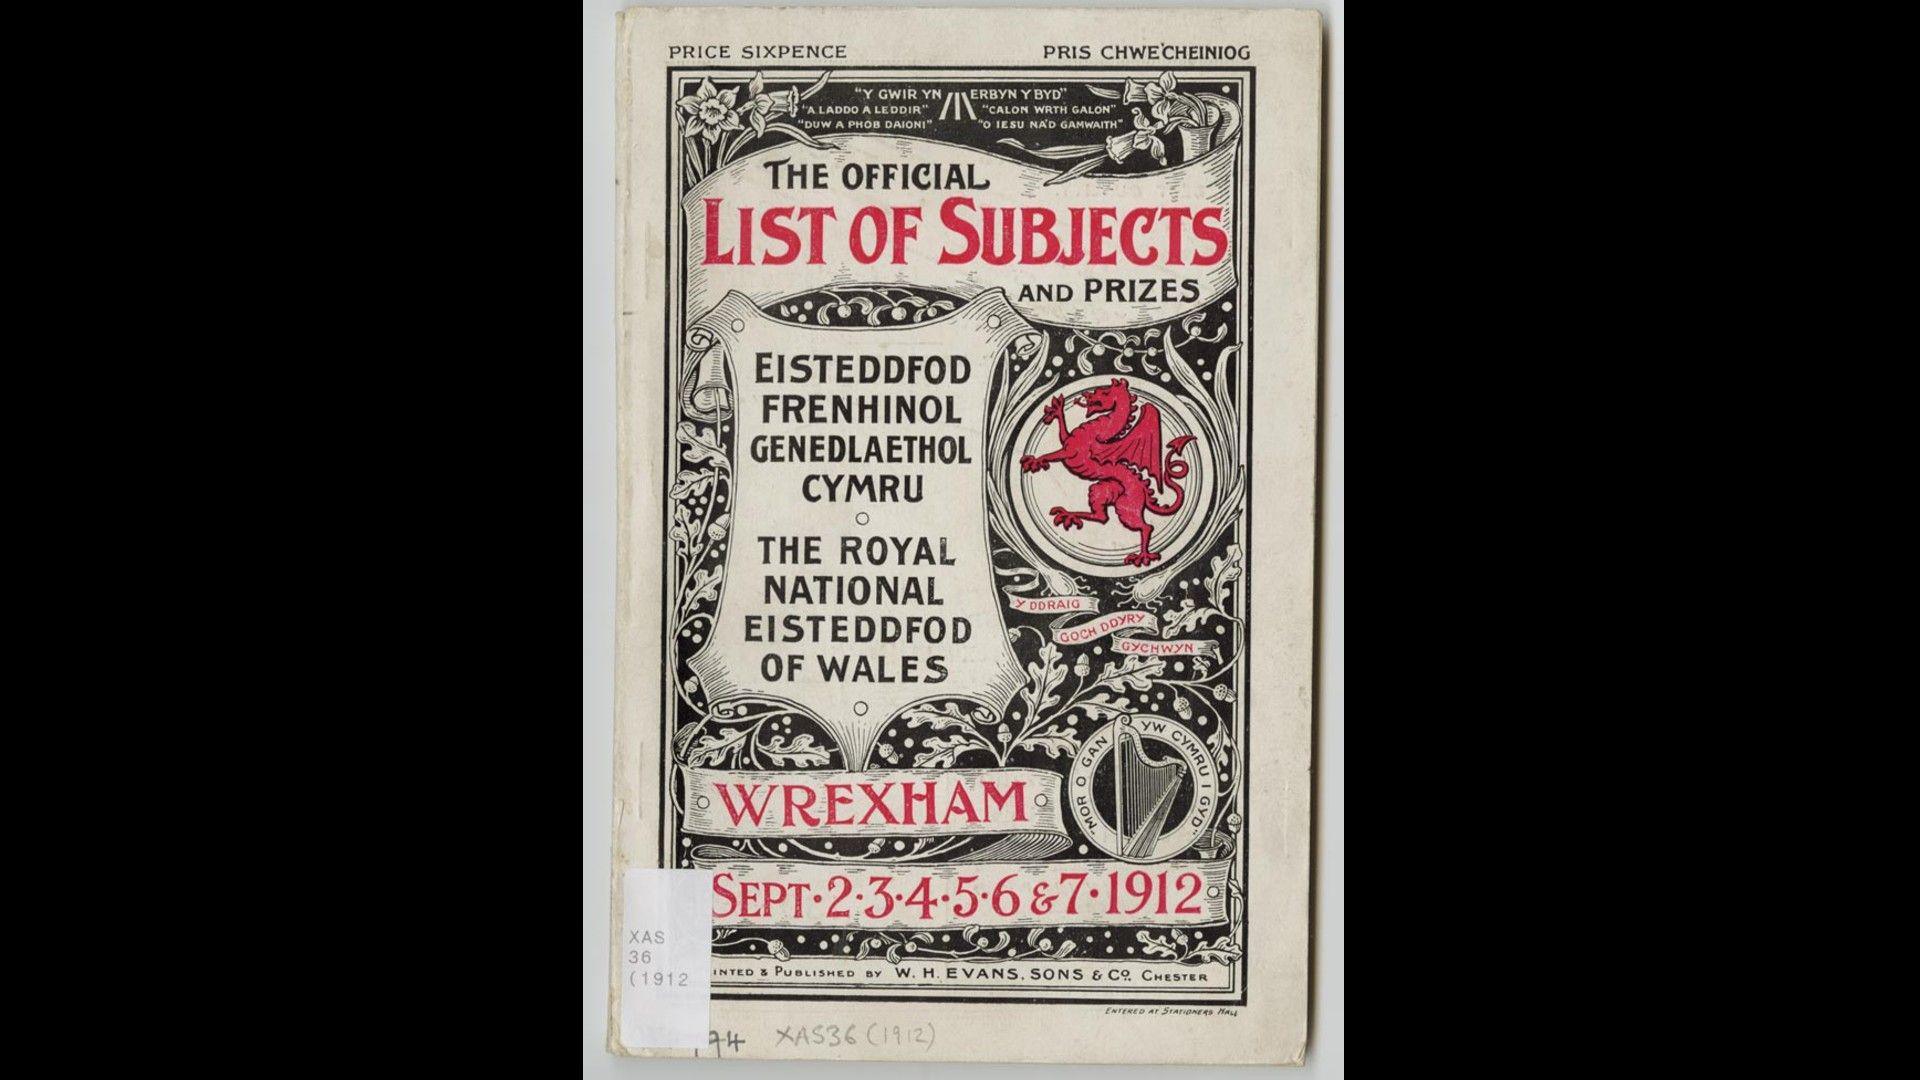 PRICE SIXPENCE PRIS CHWE'CHEINIOG
"Y GWIR YN ERBYN Y BYD"
"A LADDO A LEDDIR" "CALON WRTH GALON"
"DUW A PHOB DAIONI" "O IESU NA'D GAMWAITH"
THE OFFICIAL
LIST OF SUBJECTS
AND PRIZES
EISTEDDFOD
FRENHINOL
GENEDLAETHOL
CYMRU
THE ROYAL
NATIONAL
EISTEDDFOD
OF WALES
Y DDRAIG
GOCH DDYRY
GYCHWYN
"MOR O GAN YW CYMRU I GYD"
WREXHAM
SEPT·2·3·4·5·6 & 7·1912
INTED & PUBLISHED BY W. H. EVANS, SONS & CO. CHESTER
ENTERED AT STATIONERS HALL
XAS
36
(1912
94 XAS36 (1912)